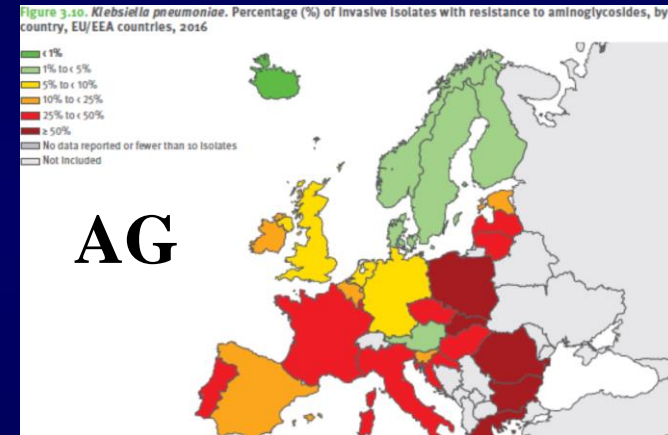 Figure 3.10. Klebsiella pneumoniae. Percentage (%) of invasive isolates with resistance to aminoglycosides, by
country, EU/EEA countries, 2016
< 1%
1% to < 5%
5% to < 10%
10% to < 25%
25% to < 50%
≥ 50%
No data reported or fewer than 10 isolates
Not included
AG